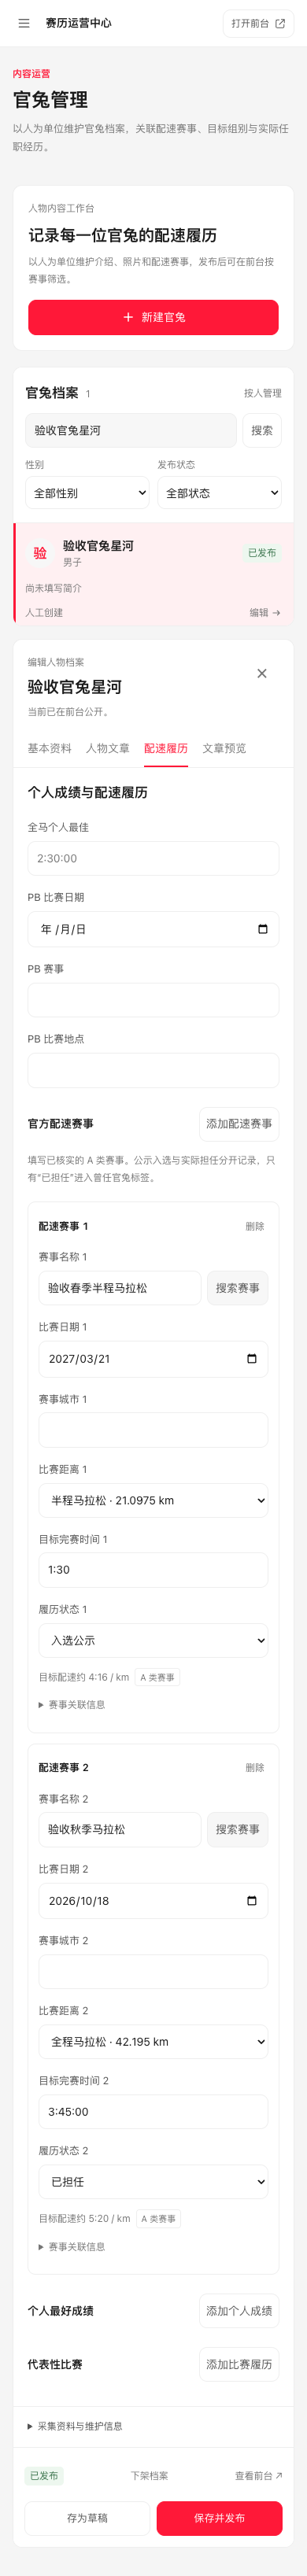 赛历运营中心
打开前台
内容运营
官兔管理
以人为单位维护官兔档案，关联配速赛事、目标组别与实际任
职经历。
人物内容工作台
记录每一位官兔的配速履历
以人为单位维护介绍、照片和配速赛事，发布后可在前台按
赛事筛选。
+ 新建官兔
官兔档案 1
按人管理
验收官兔星河
搜索
性别
发布状态
全部性别
全部状态
验
验收官兔星河
男子
已发布
尚未填写简介
人工创建
编辑 →
编辑人物档案
验收官兔星河
当前已在前台公开。
基本资料
人物文章
配速履历
文章预览
个人成绩与配速履历
全马个人最佳
2:30:00
PB 比赛日期
年 /月/日
PB 赛事
PB 比赛地点
官方配速赛事
添加配速赛事
填写已核实的 A 类赛事。公示入选与实际担任分开记录，只
有“已担任”进入曾任官兔标签。
配速赛事 1
删除
赛事名称 1
验收春季半程马拉松
搜索赛事
比赛日期 1
2027/03/21
赛事城市 1
比赛距离 1
半程马拉松 · 21.0975 km
目标完赛时间 1
1:30
履历状态 1
入选公示
目标配速约 4:16 / km
A 类赛事
▶ 赛事关联信息
配速赛事 2
删除
赛事名称 2
验收秋季马拉松
搜索赛事
比赛日期 2
2026/10/18
赛事城市 2
比赛距离 2
全程马拉松 · 42.195 km
目标完赛时间 2
3:45:00
履历状态 2
已担任
目标配速约 5:20 / km
A 类赛事
▶ 赛事关联信息
个人最好成绩
添加个人成绩
代表性比赛
添加比赛履历
▶ 采集资料与维护信息
已发布
下架档案
查看前台 ↗
存为草稿
保存并发布